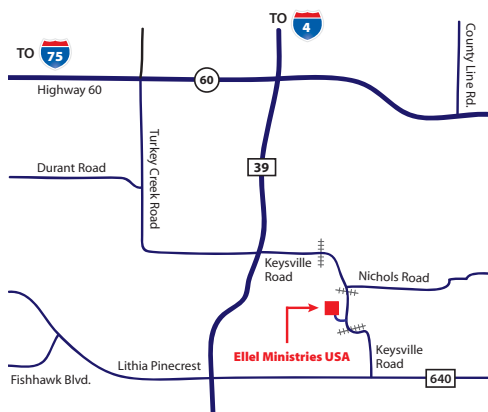 TO 4
TO 75
County Line Rd.
60
Highway 60
Turkey Creek Road
Durant Road
39
Keysville
Road
Nichols Road
Ellel Ministries USA
Keysville
Road
Lithia Pinecrest
Fishhawk Blvd.
640